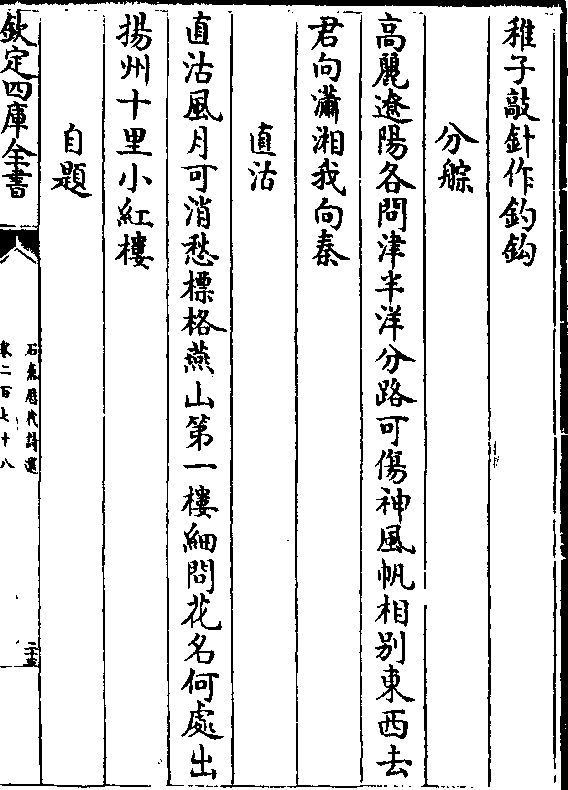 稚子敲針作釣鈎
分䑸
高麗遼陽各問津半洋分路可傷神風帆相别東西去
君向瀟湘我向秦
直沽
直沽風月可消愁標格燕山第一樓細問花名何處出
揚州十里小紅樓
自題
欽定四庫全書
石倉歷代詩選
卷二百七十八
二十五